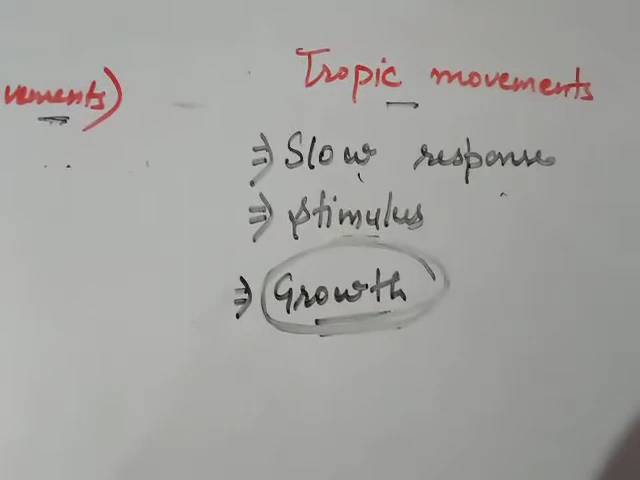 vements)
Tropic movements
⇒ Slow response
⇒ Stimulus
⇒ Growth